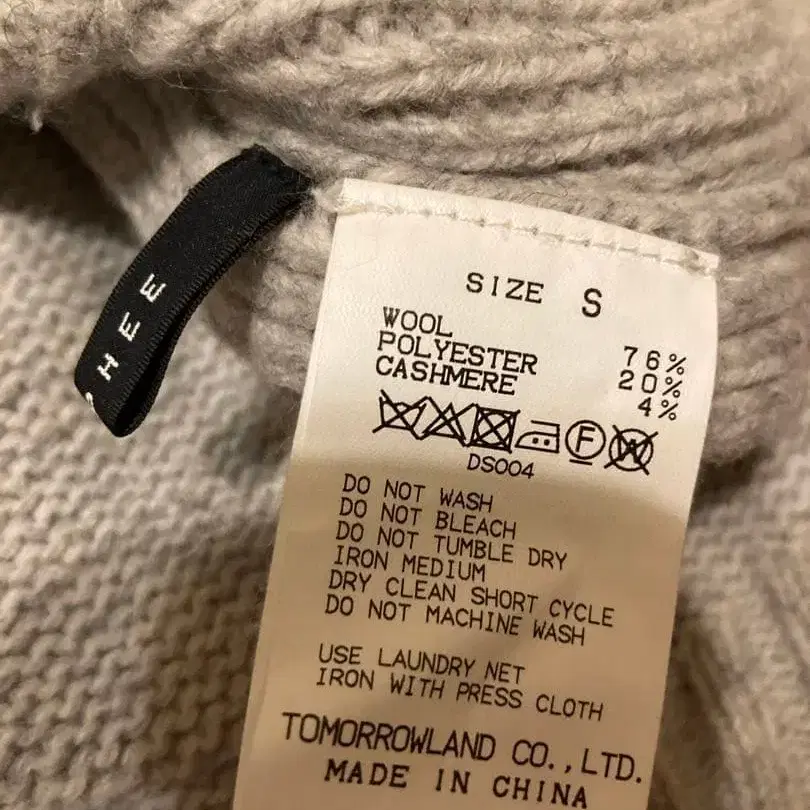 HEE
SIZE S
WOOL 76%
POLYESTER 20%
CASHMERE 4%
F W
DS004
DO NOT WASH
DO NOT BLEACH
DO NOT TUMBLE DRY
IRON MEDIUM
DRY CLEAN SHORT CYCLE
DO NOT MACHINE WASH
USE LAUNDRY NET
IRON WITH PRESS CLOTH
TOMORROWLAND CO.,LTD.
MADE IN CHINA